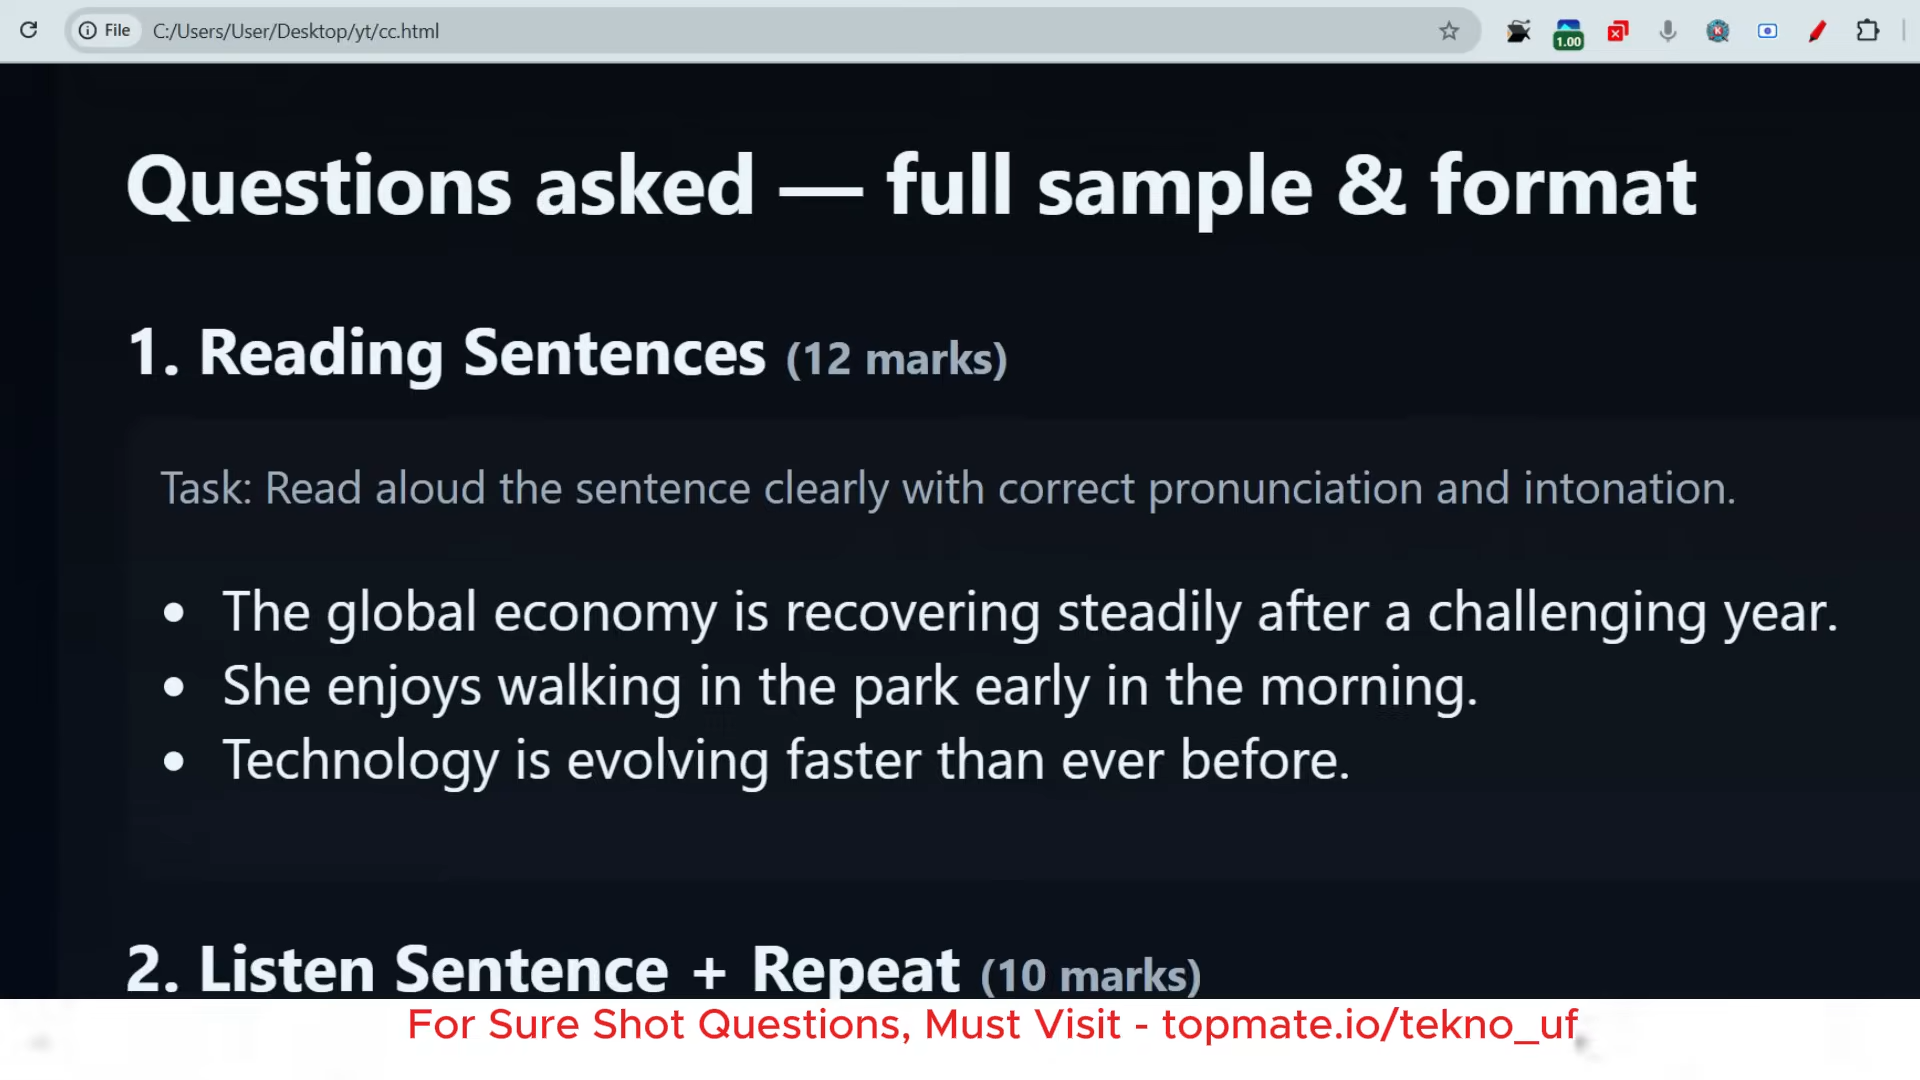 File C:/Users/User/Desktop/yt/cc.html
1.00
Questions asked — full sample & format
1. Reading Sentences (12 marks)
Task: Read aloud the sentence clearly with correct pronunciation and intonation.
• The global economy is recovering steadily after a challenging year.
• She enjoys walking in the park early in the morning.
• Technology is evolving faster than ever before.
2. Listen Sentence + Repeat (10 marks)
For Sure Shot Questions, Must Visit - topmate.io/tekno_uf